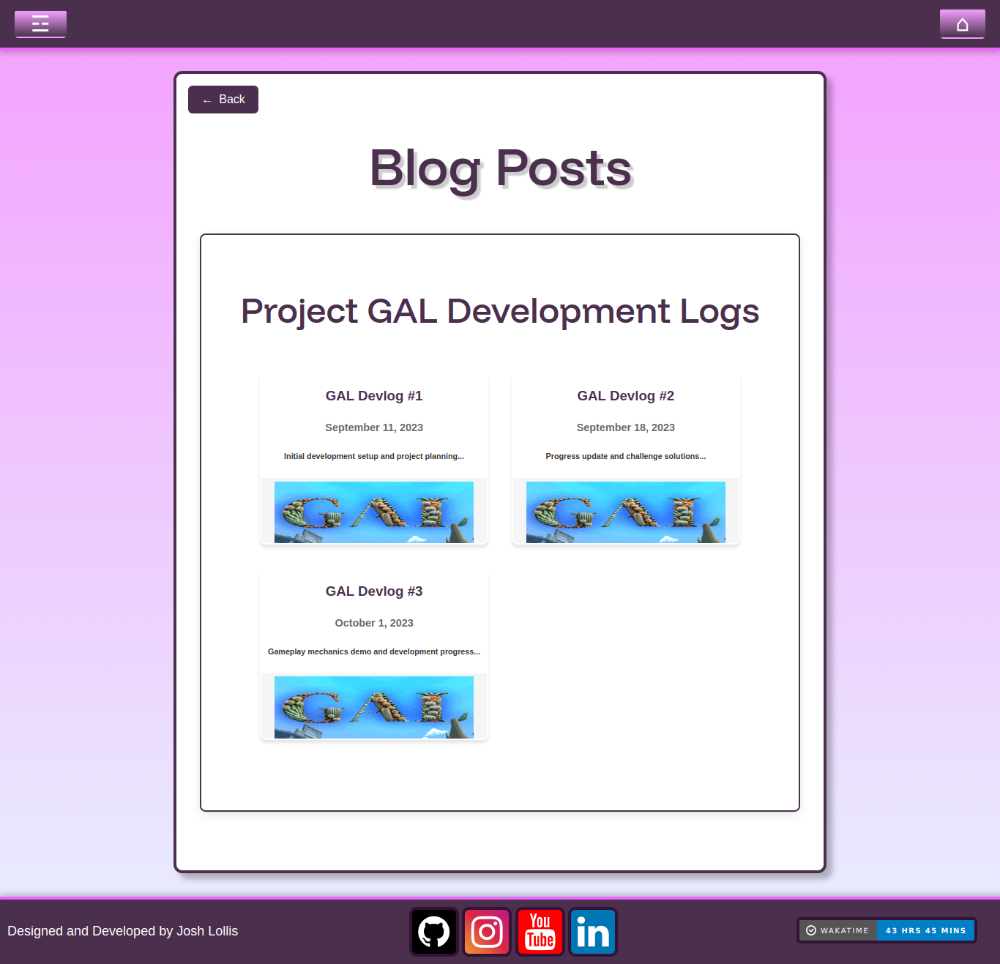 ← Back
Blog Posts
Project GAL Development Logs
GAL Devlog #1
September 11, 2023
Initial development setup and project planning...
GAL
GAL Devlog #2
September 18, 2023
Progress update and challenge solutions...
GAL
GAL Devlog #3
October 1, 2023
Gameplay mechanics demo and development progress...
GAL
Designed and Developed by Josh Lollis
You
Tube
in
WAKATIME 43 HRS 45 MINS